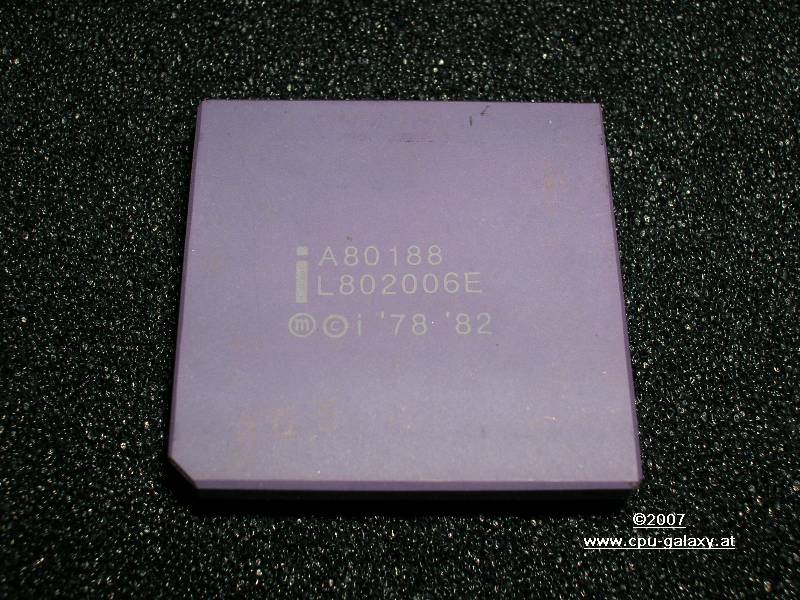 i A80188
L802006E
ⓜ © i '78 '82
©2007
www.cpu-galaxy.at